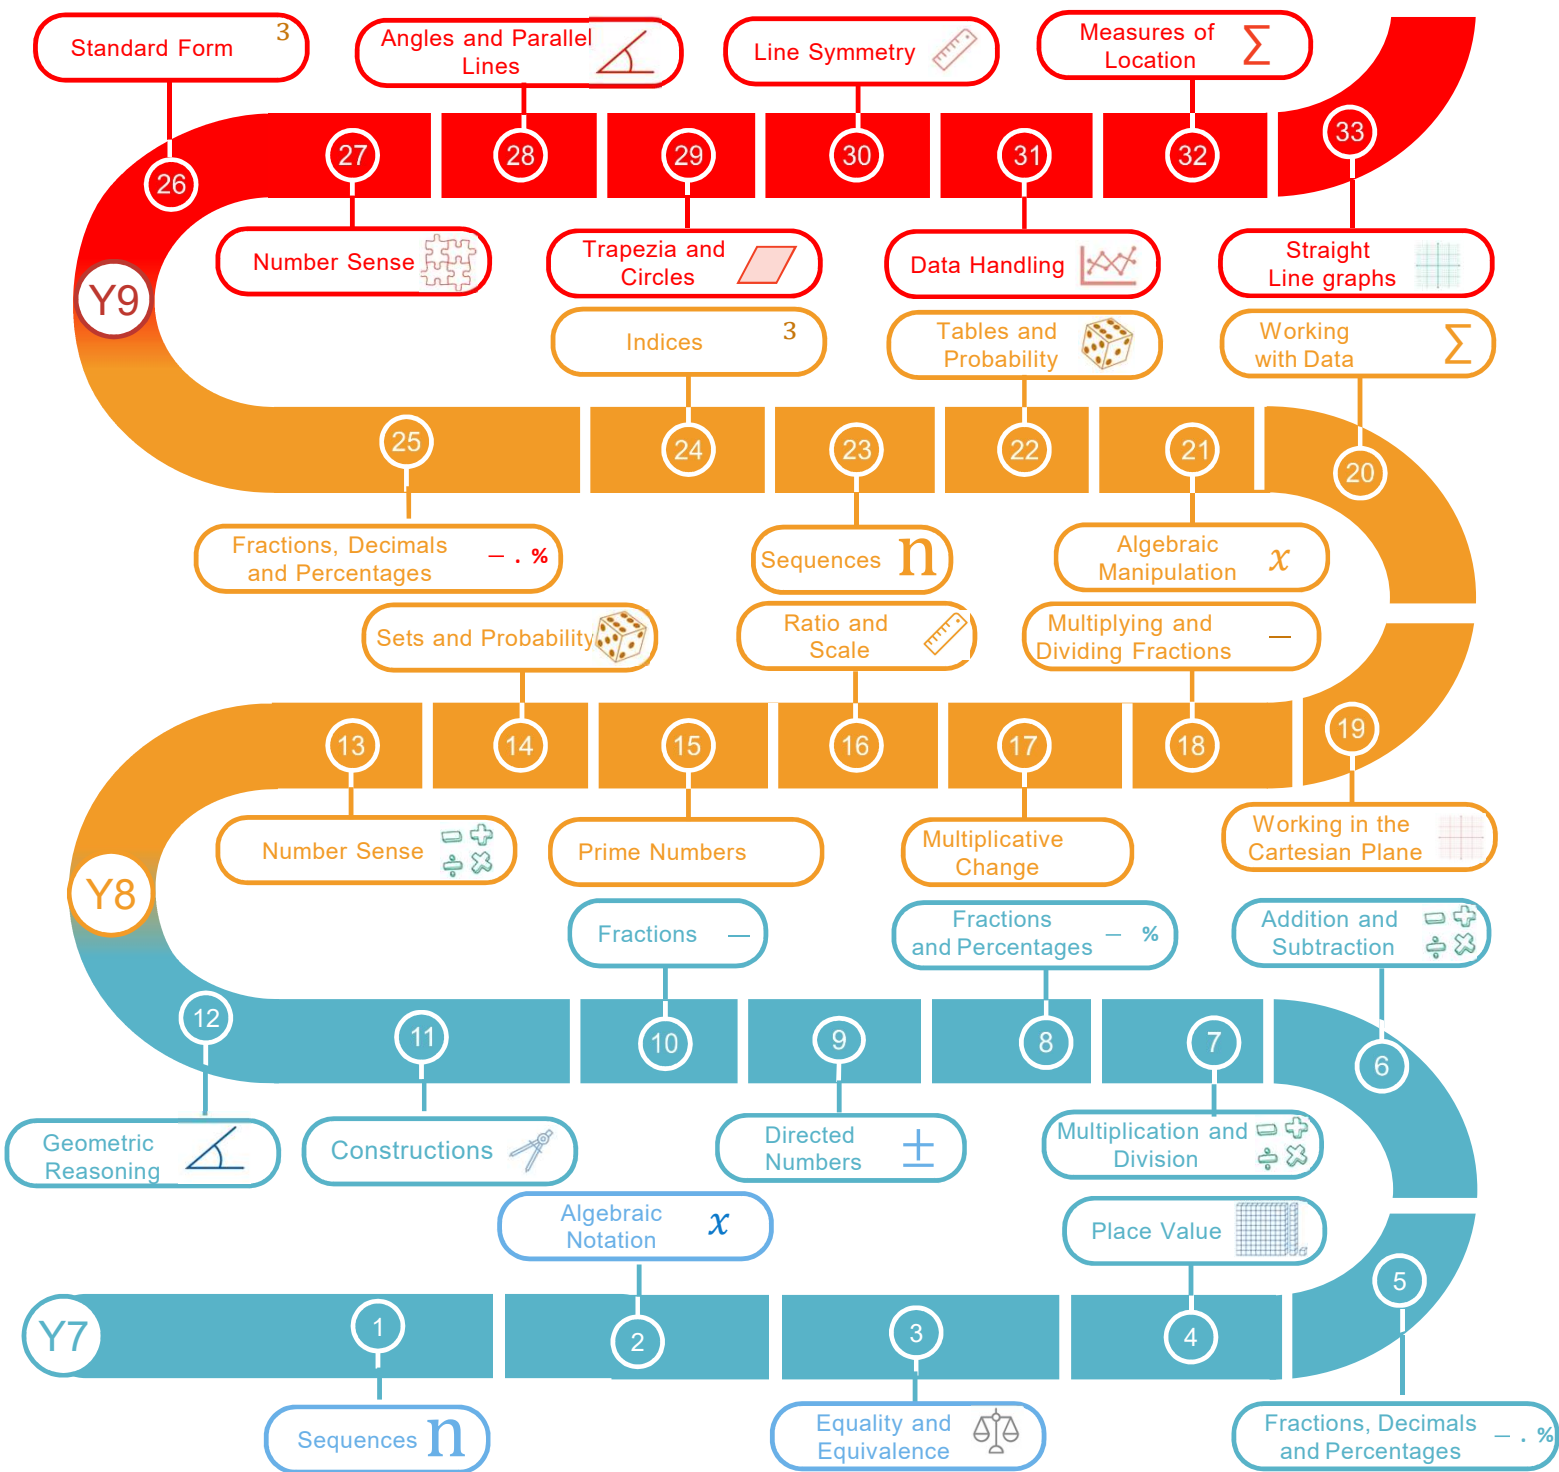 Standard Form 3
Angles and Parallel
Lines
Line Symmetry
Measures of
Location
Σ
26
27
28
29
30
31
32
33
Number Sense
Trapezia and
Circles
Data Handling
Straight
Line graphs
Y9
Indices 3
Tables and
Probability
Working
with Data
Σ
25
24
23
22
21
20
Fractions, Decimals
and Percentages
– . %
Sequences n
Algebraic
Manipulation
x
Sets and Probability
Ratio and
Scale
Multiplying and
Dividing Fractions
–
13
14
15
16
17
18
19
Number Sense
Prime Numbers
Multiplicative
Change
Working in the
Cartesian Plane
Y8
Fractions –
Fractions
and Percentages
– %
Addition and
Subtraction
12
11
10
9
8
7
6
Geometric
Reasoning
Constructions
Directed
Numbers
±
Multiplication and
Division
Algebraic
Notation
x
Place Value
Y7
1
2
3
4
5
Sequences n
Equality and
Equivalence
Fractions, Decimals
and Percentages
– . %